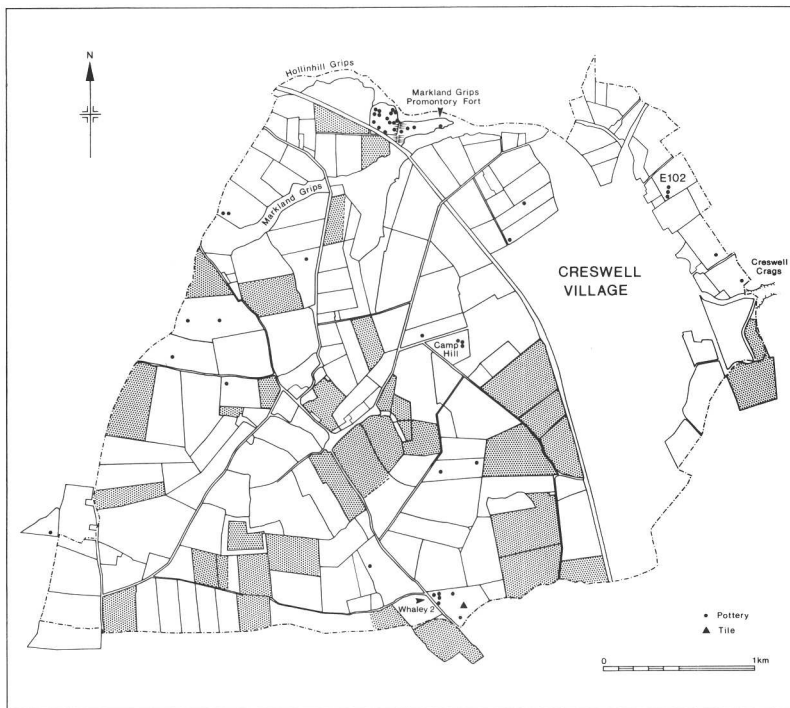 N
Hollinhill Grips
Markland Grips
Promontory Fort
Markland Grips
E102
Creswell
Crags
CRESWELL
VILLAGE
Camp
Hill
Whaley 2
Pottery
Tile
0 1km